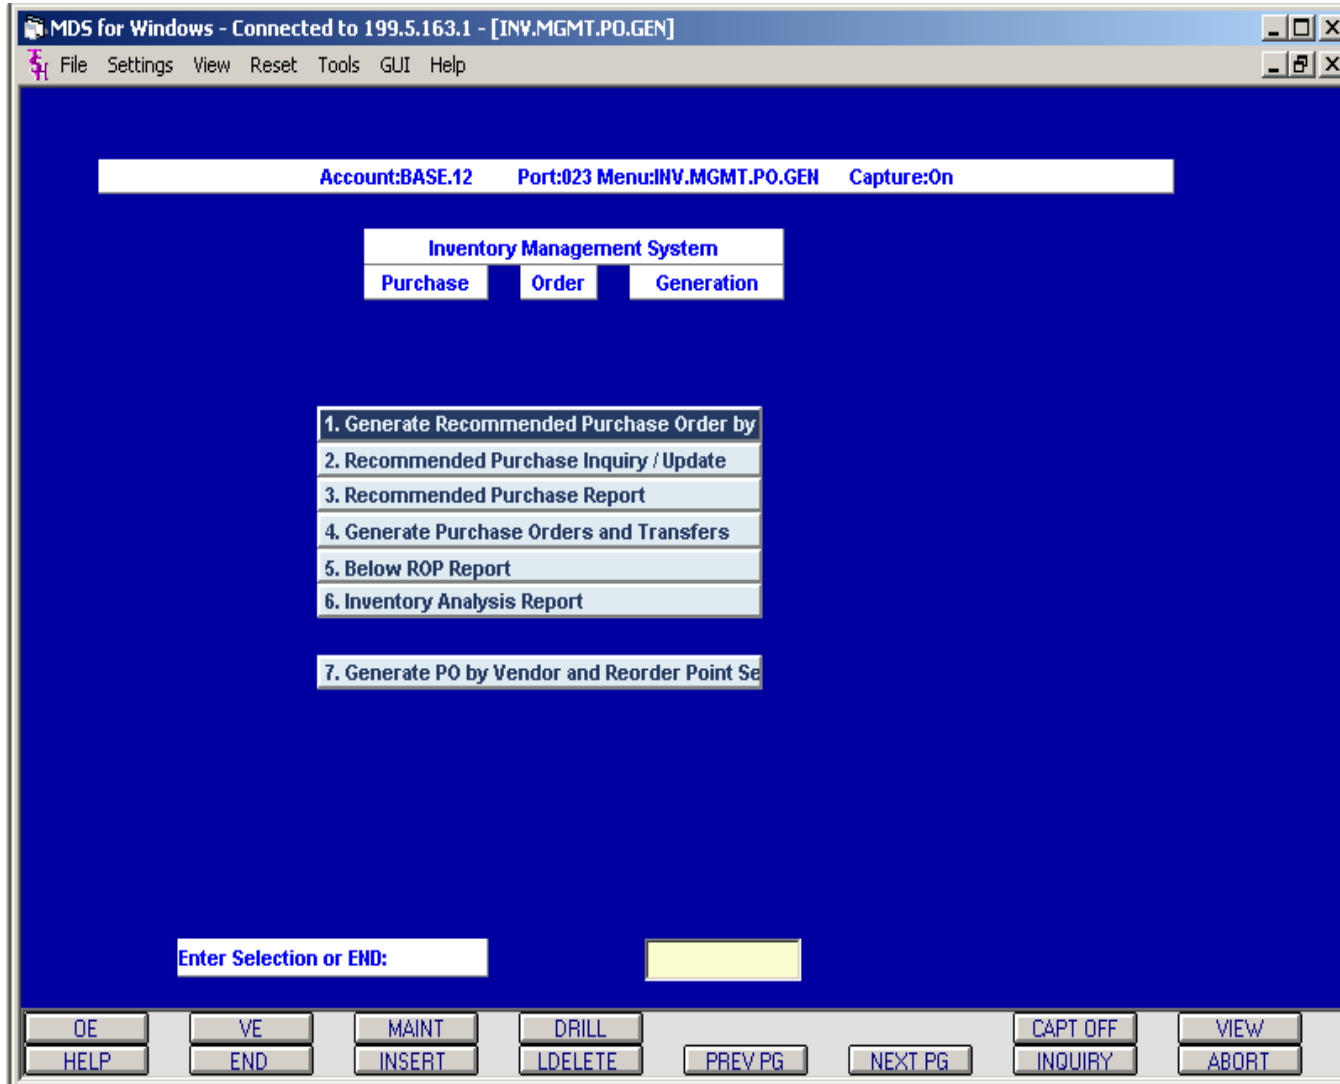 MDS for Windows - Connected to 199.5.163.1 - [INV.MGMT.PO.GEN]
File Settings View Reset Tools GUI Help
Account:BASE.12 Port:023 Menu:INV.MGMT.PO.GEN Capture:On
Inventory Management System
Purchase Order Generation
1. Generate Recommended Purchase Order by
2. Recommended Purchase Inquiry / Update
3. Recommended Purchase Report
4. Generate Purchase Orders and Transfers
5. Below ROP Report
6. Inventory Analysis Report
7. Generate PO by Vendor and Reorder Point Se
Enter Selection or END:
OE VE MAINT DRILL CAPT OFF VIEW
HELP END INSERT LDELETE PREV PG NEXT PG INQUIRY ABORT